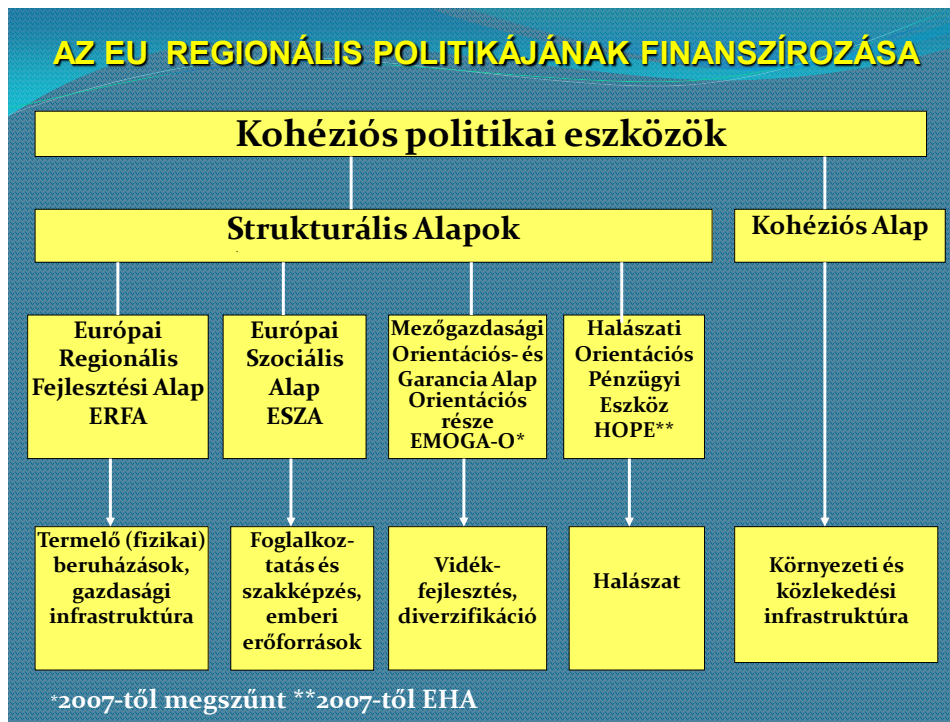 AZ EU REGIONÁLIS POLITIKÁJÁNAK FINANSZÍROZÁSA
Kohéziós politikai eszközök
Strukturális Alapok
Kohéziós Alap
Európai
Regionális
Fejlesztési Alap
ERFA
Európai
Szociális
Alap
ESZA
Mezőgazdasági
Orientációs- és
Garancia Alap
Orientációs
része
EMOGA-O*
Halászati
Orientációs
Pénzügyi
Eszköz
HOPE**
Termelő (fizikai)
beruházások,
gazdasági
infrastruktúra
Foglalkoz-
tatás és
szakképzés,
emberi
erőforrások
Vidék-
fejlesztés,
diverzifikáció
Halászat
Környezeti és
közlekedési
infrastruktúra
*2007-től megszűnt **2007-től EHA